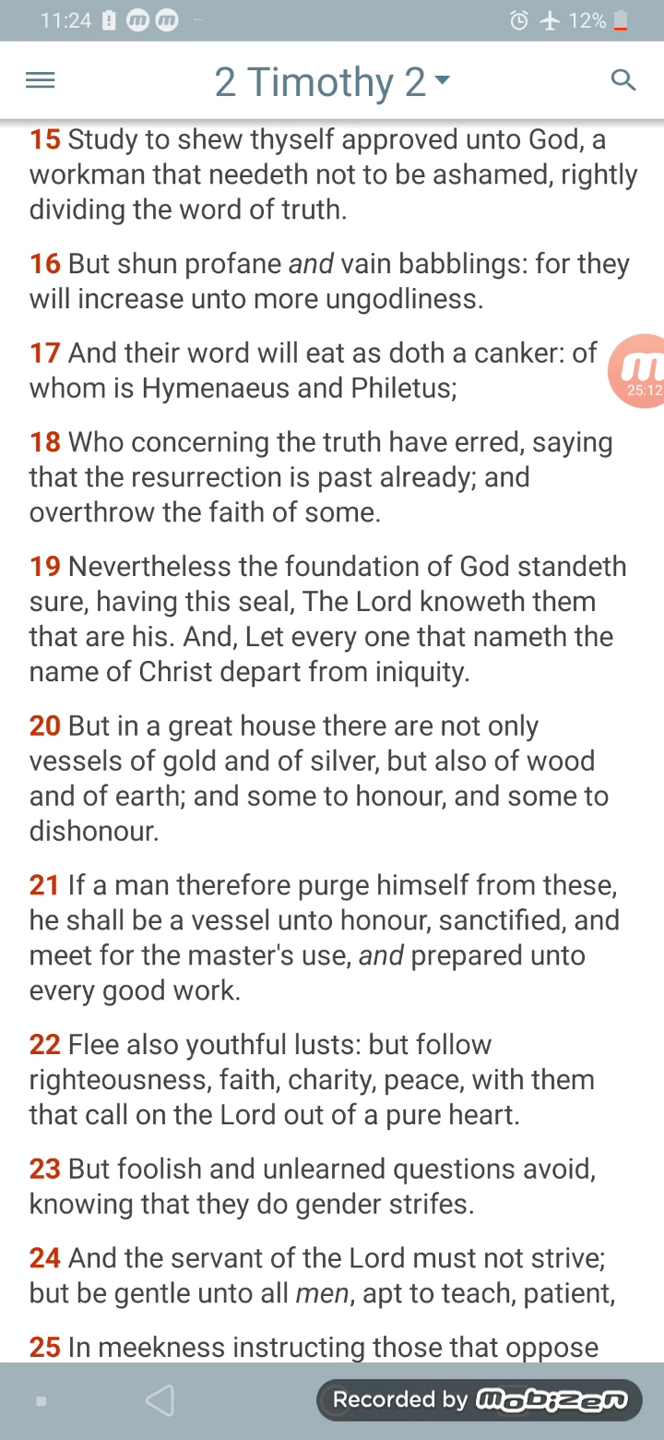 11:24 12%
2 Timothy 2
15 Study to shew thyself approved unto God, a
workman that needeth not to be ashamed, rightly
dividing the word of truth.
16 But shun profane and vain babblings: for they
will increase unto more ungodliness.
17 And their word will eat as doth a canker: of
whom is Hymenaeus and Philetus;
m
25:12
18 Who concerning the truth have erred, saying
that the resurrection is past already; and
overthrow the faith of some.
19 Nevertheless the foundation of God standeth
sure, having this seal, The Lord knoweth them
that are his. And, Let every one that nameth the
name of Christ depart from iniquity.
20 But in a great house there are not only
vessels of gold and of silver, but also of wood
and of earth; and some to honour, and some to
dishonour.
21 If a man therefore purge himself from these,
he shall be a vessel unto honour, sanctified, and
meet for the master's use, and prepared unto
every good work.
22 Flee also youthful lusts: but follow
righteousness, faith, charity, peace, with them
that call on the Lord out of a pure heart.
23 But foolish and unlearned questions avoid,
knowing that they do gender strifes.
24 And the servant of the Lord must not strive;
but be gentle unto all men, apt to teach, patient,
25 In meekness instructing those that oppose
Recorded by mobizen